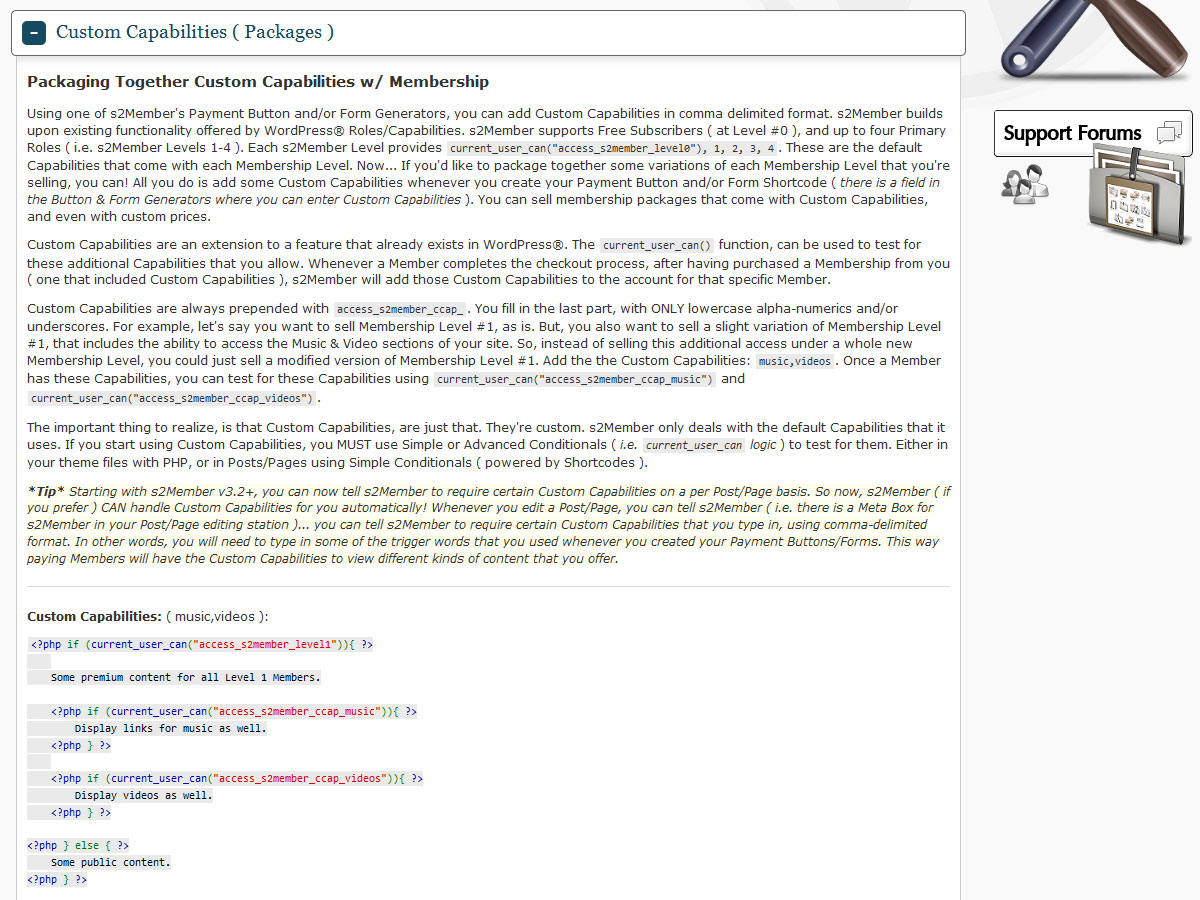 Custom Capabilities ( Packages )
Packaging Together Custom Capabilities w/ Membership
Using one of s2Member's Payment Button and/or Form Generators, you can add Custom Capabilities in comma delimited format. s2Member builds
upon existing functionality offered by WordPress® Roles/Capabilities. s2Member supports Free Subscribers ( at Level #0 ), and up to four Primary
Roles ( i.e. s2Member Levels 1-4 ). Each s2Member Level provides current_user_can("access_s2member_level0"), 1, 2, 3, 4 . These are the default
Capabilities that come with each Membership Level. Now... If you'd like to package together some variations of each Membership Level that you're
selling, you can! All you do is add some Custom Capabilities whenever you create your Payment Button and/or Form Shortcode ( there is a field in
the Button & Form Generators where you can enter Custom Capabilities ). You can sell membership packages that come with Custom Capabilities,
and even with custom prices.
Custom Capabilities are an extension to a feature that already exists in WordPress®. The current_user_can() function, can be used to test for
these additional Capabilities that you allow. Whenever a Member completes the checkout process, after having purchased a Membership from you
( one that included Custom Capabilities ), s2Member will add those Custom Capabilities to the account for that specific Member.
Custom Capabilities are always prepended with access_s2member_ccap_ . You fill in the last part, with ONLY lowercase alpha-numerics and/or
underscores. For example, let's say you want to sell Membership Level #1, as is. But, you also want to sell a slight variation of Membership Level
#1, that includes the ability to access the Music & Video sections of your site. So, instead of selling this additional access under a whole new
Membership Level, you could just sell a modified version of Membership Level #1. Add the the Custom Capabilities: music,videos . Once a Member
has these Capabilities, you can test for these Capabilities using current_user_can("access_s2member_ccap_music") and
current_user_can("access_s2member_ccap_videos") .
The important thing to realize, is that Custom Capabilities, are just that. They're custom. s2Member only deals with the default Capabilities that it
uses. If you start using Custom Capabilities, you MUST use Simple or Advanced Conditionals ( i.e. current_user_can logic ) to test for them. Either in
your theme files with PHP, or in Posts/Pages using Simple Conditionals ( powered by Shortcodes ).
*Tip* Starting with s2Member v3.2+, you can now tell s2Member to require certain Custom Capabilities on a per Post/Page basis. So now, s2Member ( if
you prefer ) CAN handle Custom Capabilities for you automatically! Whenever you edit a Post/Page, you can tell s2Member ( i.e. there is a Meta Box for
s2Member in your Post/Page editing station )... you can tell s2Member to require certain Custom Capabilities that you type in, using comma-delimited
format. In other words, you will need to type in some of the trigger words that you used whenever you created your Payment Buttons/Forms. This way
paying Members will have the Custom Capabilities to view different kinds of content that you offer.
Custom Capabilities: ( music,videos ):
<?php if (current_user_can("access_s2member_level1")){ ?>
Some premium content for all Level 1 Members.
<?php if (current_user_can("access_s2member_ccap_music")){ ?>
Display links for music as well.
<?php } ?>
<?php if (current_user_can("access_s2member_ccap_videos")){ ?>
Display videos as well.
<?php } ?>
<?php } else { ?>
Some public content.
<?php } ?>
Support Forums